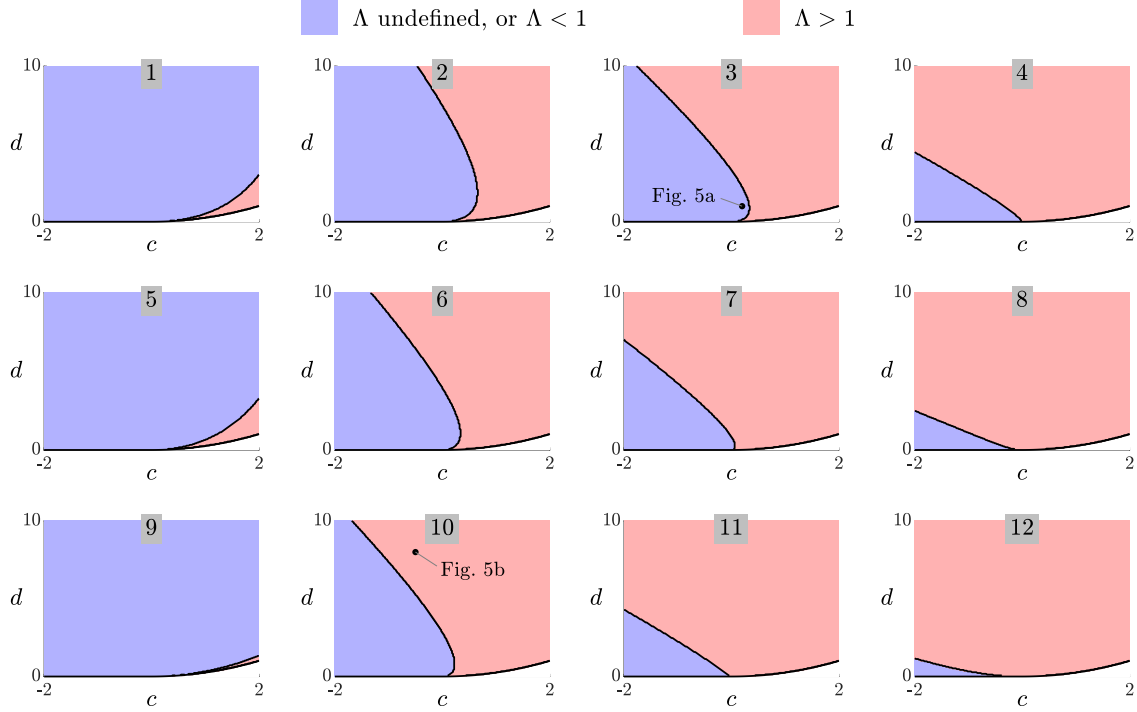 Λ undefined, or Λ < 1 Λ > 1
10 1 10 2 10 3 10 4
d d d d
Fig. 5a
0 0 0 0
-2 c 2 -2 c 2 -2 c 2 -2 c 2
10 5 10 6 10 7 10 8
d d d d
0 0 0 0
-2 c 2 -2 c 2 -2 c 2 -2 c 2
10 9 10 10 10 11 10 12
d d d d
Fig. 5b
0 0 0 0
-2 c 2 -2 c 2 -2 c 2 -2 c 2